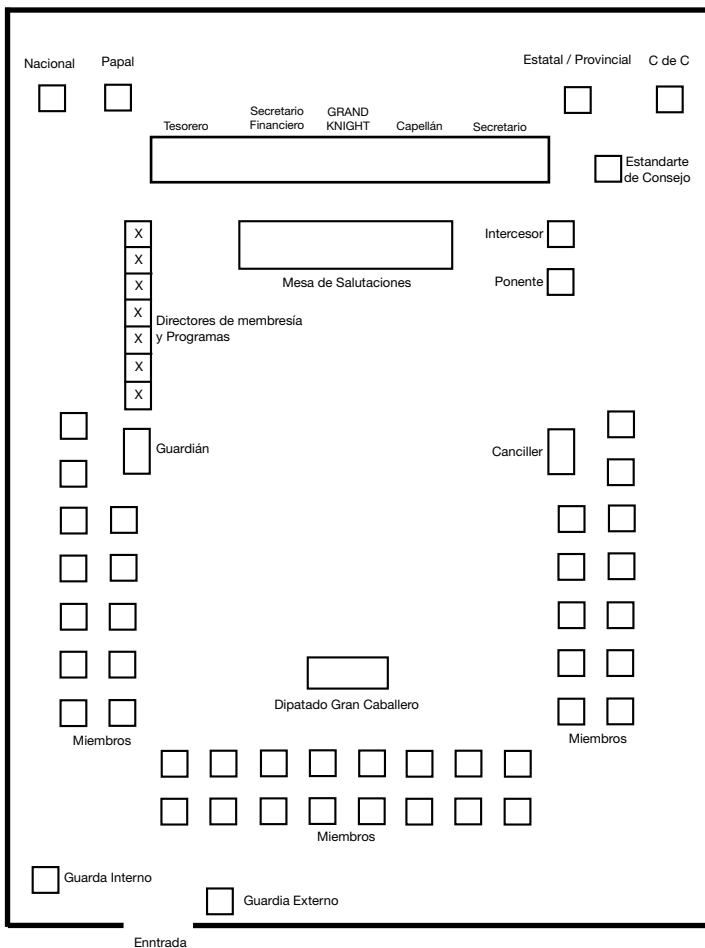 Nacional
Papal
Estatal / Provincial
C de C
Tesorero
Secretario
Financiero
GRAND
KNIGHT
Capellán
Secretario
Estandarte
de Consejo
X
X
X
X
X
X
X
Mesa de Salutaciones
Intercesor
Ponente
Directores de membresía
y Programas
Guardián
Canciller
Dipatado Gran Caballero
Miembros
Miembros
Miembros
Guarda Interno
Guardia Externo
Enntrada